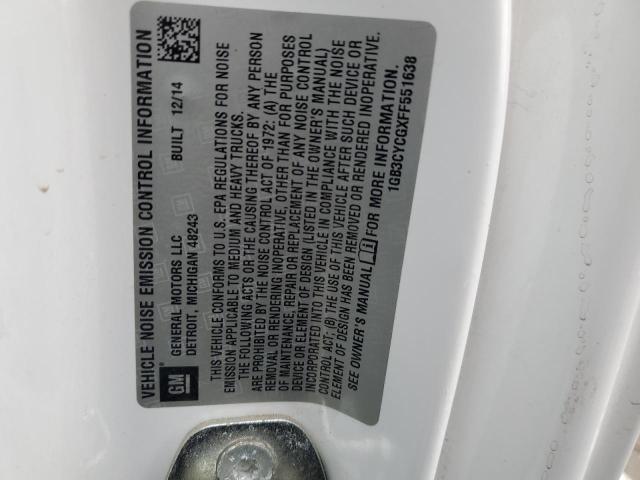 VEHICLE NOISE EMISSION CONTROL INFORMATION
GM
GENERAL MOTORS LLC BUILT 12/14
DETROIT, MICHIGAN 48243
THIS VEHICLE CONFORMS TO U.S. EPA REGULATIONS FOR NOISE
EMISSION APPLICABLE TO MEDIUM AND HEAVY TRUCKS.
THE FOLLOWING ACTS OR THE CAUSING THEREOF BY ANY PERSON
ARE PROHIBITED BY THE NOISE CONTROL ACT OF 1972: (A) THE
REMOVAL OR RENDERING INOPERATIVE, OTHER THAN FOR PURPOSES
OF MAINTENANCE, REPAIR OR REPLACEMENT OF ANY NOISE CONTROL
DEVICE OR ELEMENT OF DESIGN (LISTED IN THE OWNER'S MANUAL)
INCORPORATED INTO THIS VEHICLE IN COMPLIANCE WITH THE NOISE
CONTROL ACT; (B) THE USE OF THIS VEHICLE AFTER SUCH DEVICE OR
ELEMENT OF DESIGN HAS BEEN REMOVED OR RENDERED INOPERATIVE.
SEE OWNER'S MANUAL FOR MORE INFORMATION.
1GB3CYCGXFF551638